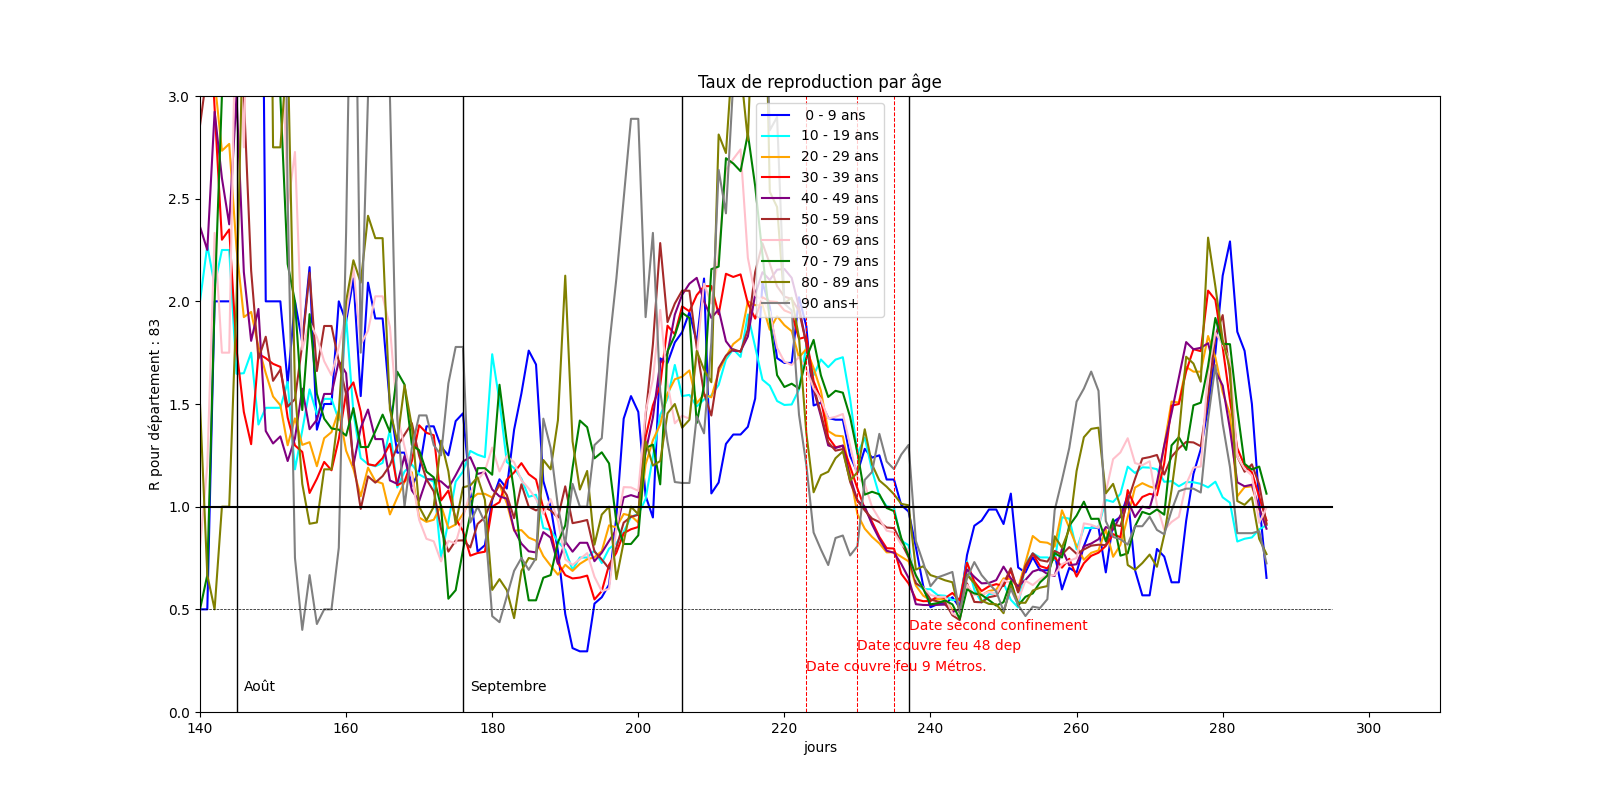 Taux de reproduction par âge
R pour département : 83
3.0
2.5
2.0
1.5
1.0
0.5
0.0
0 - 9 ans
10 - 19 ans
20 - 29 ans
30 - 39 ans
40 - 49 ans
50 - 59 ans
60 - 69 ans
70 - 79 ans
80 - 89 ans
90 ans+
Date second confinement
Date couvre feu 48 dep
Date couvre feu 9 Métros.
Août
Septembre
140 160 180 200 220 240 260 280 300
jours